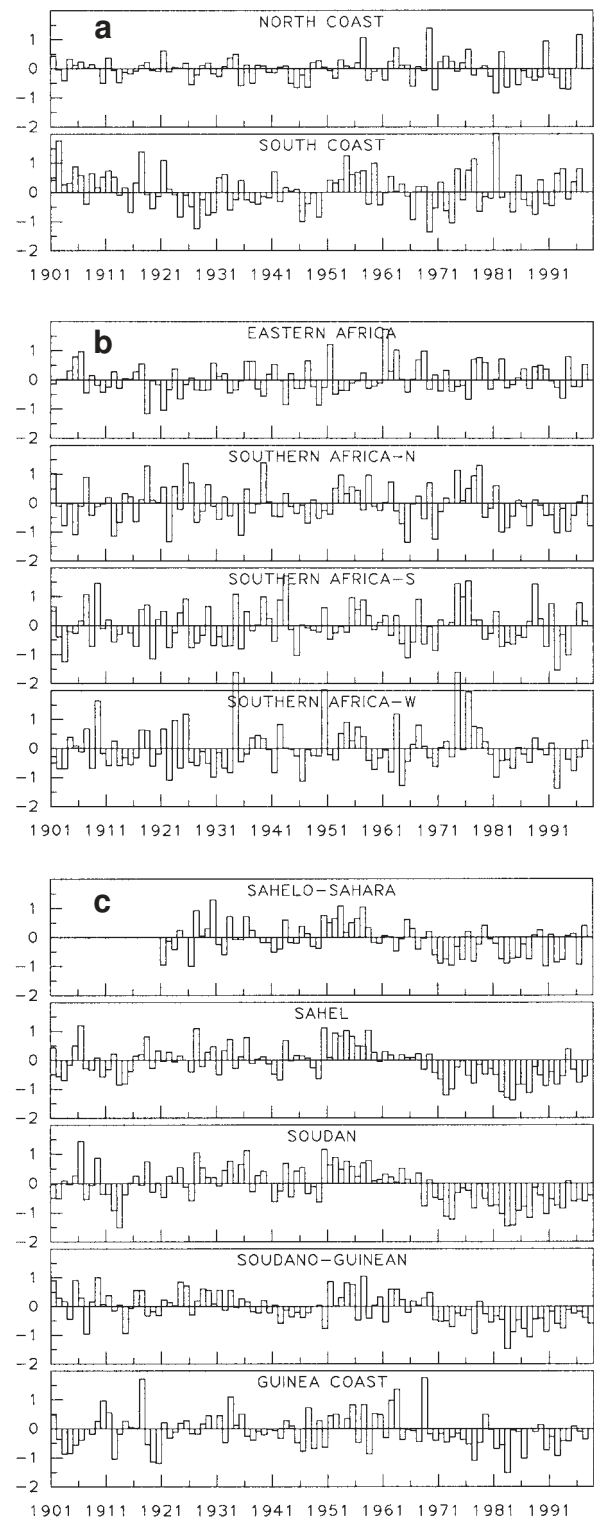 a
NORTH COAST
1
0
−1
−2
SOUTH COAST
1
0
−1
−2
1901 1911 1921 1931 1941 1951 1961 1971 1981 1991
b
EASTERN AFRICA
1
0
−1
−2
SOUTHERN AFRICA−N
1
0
−1
−2
SOUTHERN AFRICA−S
1
0
−1
−2
SOUTHERN AFRICA−W
1
0
−1
−2
1901 1911 1921 1931 1941 1951 1961 1971 1981 1991
c
SAHELO−SAHARA
1
0
−1
−2
SAHEL
1
0
−1
−2
SOUDAN
1
0
−1
−2
SOUDANO−GUINEAN
1
0
−1
−2
GUINEA COAST
1
0
−1
−2
1901 1911 1921 1931 1941 1951 1961 1971 1981 1991